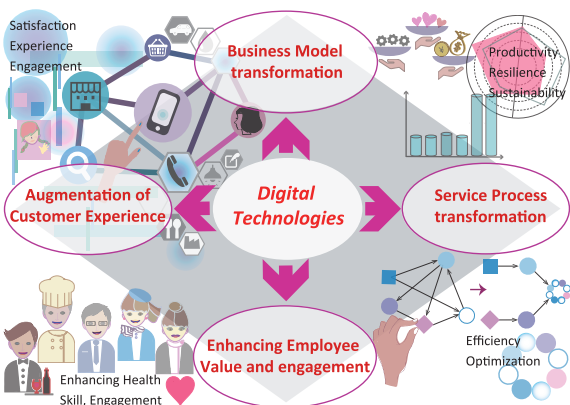 Satisfaction
Experience
Engagement
Business Model
transformation
Productivity
Resilience
Sustainability
Augmentation of
Customer Experience
Digital
Technologies
Service Process
transformation
Enhancing Employee
Value and engagement
Enhancing Health
Skill, Engagement
Efficiency
Optimization